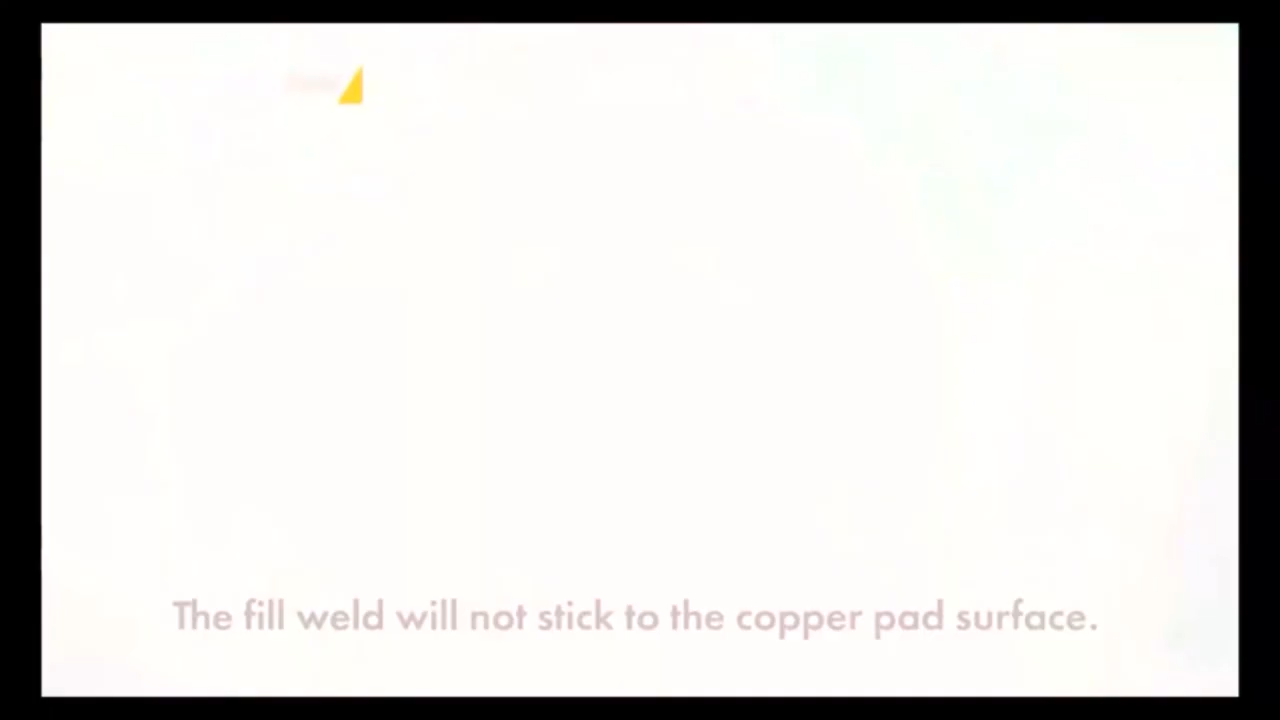 The fill weld will not stick to the copper pad surface.